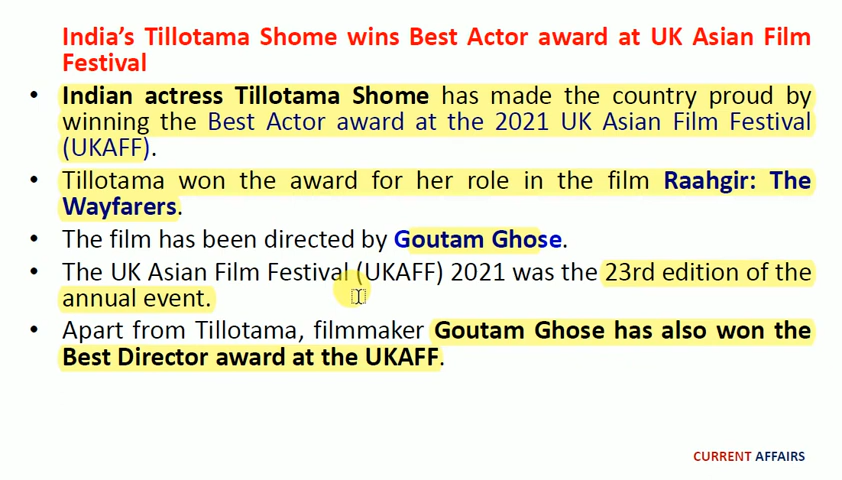 India’s Tillotama Shome wins Best Actor award at UK Asian Film
Festival
• Indian actress Tillotama Shome has made the country proud by
winning the Best Actor award at the 2021 UK Asian Film Festival
(UKAFF).
• Tillotama won the award for her role in the film Raahgir: The
Wayfarers.
• The film has been directed by Goutam Ghose.
• The UK Asian Film Festival (UKAFF) 2021 was the 23rd edition of the
annual event.
• Apart from Tillotama, filmmaker Goutam Ghose has also won the
Best Director award at the UKAFF.
CURRENT AFFAIRS